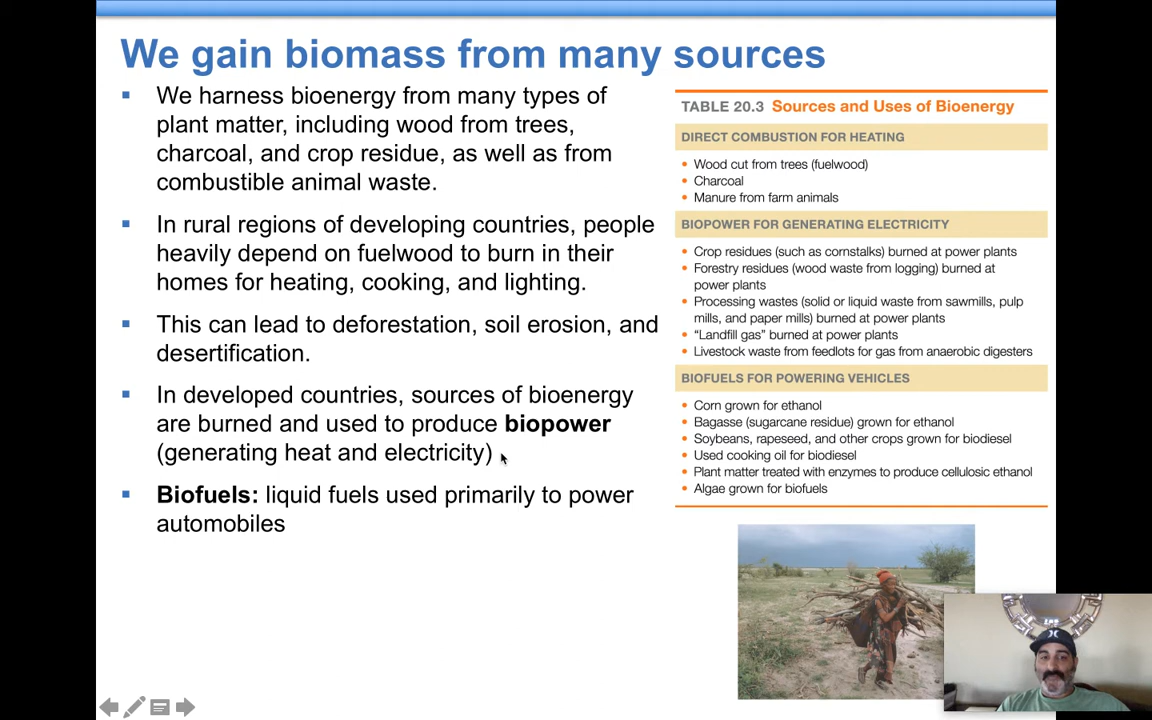 We gain biomass from many sources
We harness bioenergy from many types of
plant matter, including wood from trees,
charcoal, and crop residue, as well as from
combustible animal waste.
In rural regions of developing countries, people
heavily depend on fuelwood to burn in their
homes for heating, cooking, and lighting.
This can lead to deforestation, soil erosion, and
desertification.
In developed countries, sources of bioenergy
are burned and used to produce biopower
(generating heat and electricity)
Biofuels: liquid fuels used primarily to power
automobiles
TABLE 20.3 Sources and Uses of Bioenergy
DIRECT COMBUSTION FOR HEATING
• Wood cut from trees (fuelwood)
• Charcoal
• Manure from farm animals
BIOPOWER FOR GENERATING ELECTRICITY
• Crop residues (such as cornstalks) burned at power plants
• Forestry residues (wood waste from logging) burned at
power plants
• Processing wastes (solid or liquid waste from sawmills, pulp
mills, and paper mills) burned at power plants
• “Landfill gas” burned at power plants
• Livestock waste from feedlots for gas from anaerobic digesters
BIOFUELS FOR POWERING VEHICLES
• Corn grown for ethanol
• Bagasse (sugarcane residue) grown for ethanol
• Soybeans, rapeseed, and other crops grown for biodiesel
• Used cooking oil for biodiesel
• Plant matter treated with enzymes to produce cellulosic ethanol
• Algae grown for biofuels